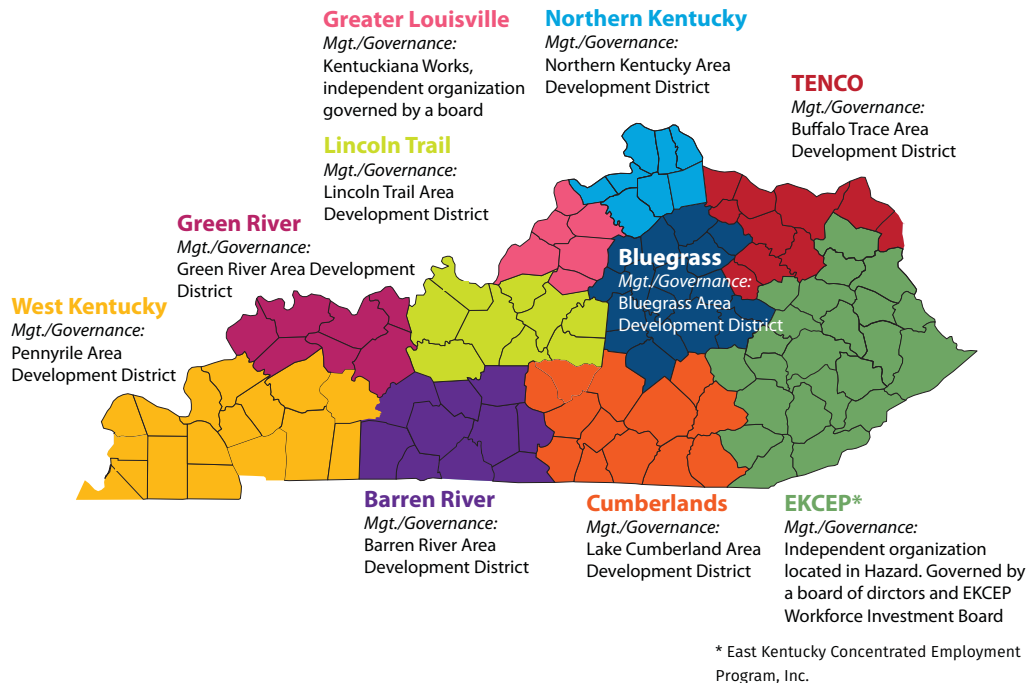 Greater Louisville
Mgt./Governance:
Kentuckiana Works,
independent organization
governed by a board
Northern Kentucky
Mgt./Governance:
Northern Kentucky Area
Development District
TENCO
Mgt./Governance:
Buffalo Trace Area
Development District
Lincoln Trail
Mgt./Governance:
Lincoln Trail Area
Development District
Green River
Mgt./Governance:
Green River Area Development
District
Bluegrass
Mgt./Governance:
Bluegrass Area
Development District
West Kentucky
Mgt./Governance:
Pennyrile Area
Development District
Barren River
Mgt./Governance:
Barren River Area
Development District
Cumberlands
Mgt./Governance:
Lake Cumberland Area
Development District
EKCEP*
Mgt./Governance:
Independent organization
located in Hazard. Governed by
a board of dirctors and EKCEP
Workforce Investment Board
* East Kentucky Concentrated Employment
Program, Inc.